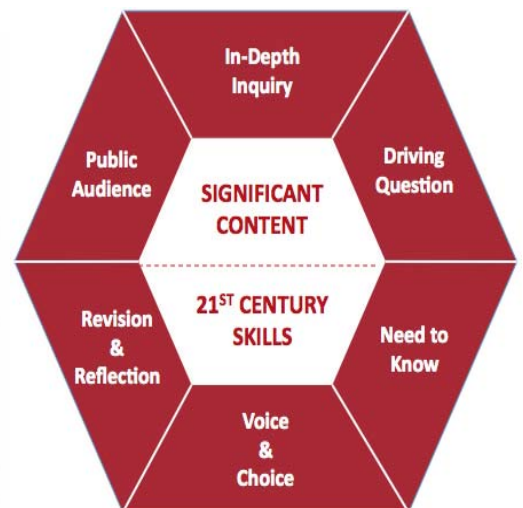 In-Depth
Inquiry
Driving
Question
Need to
Know
Voice
&
Choice
Revision
&
Reflection
Public
Audience
SIGNIFICANT
CONTENT
21ST CENTURY
SKILLS